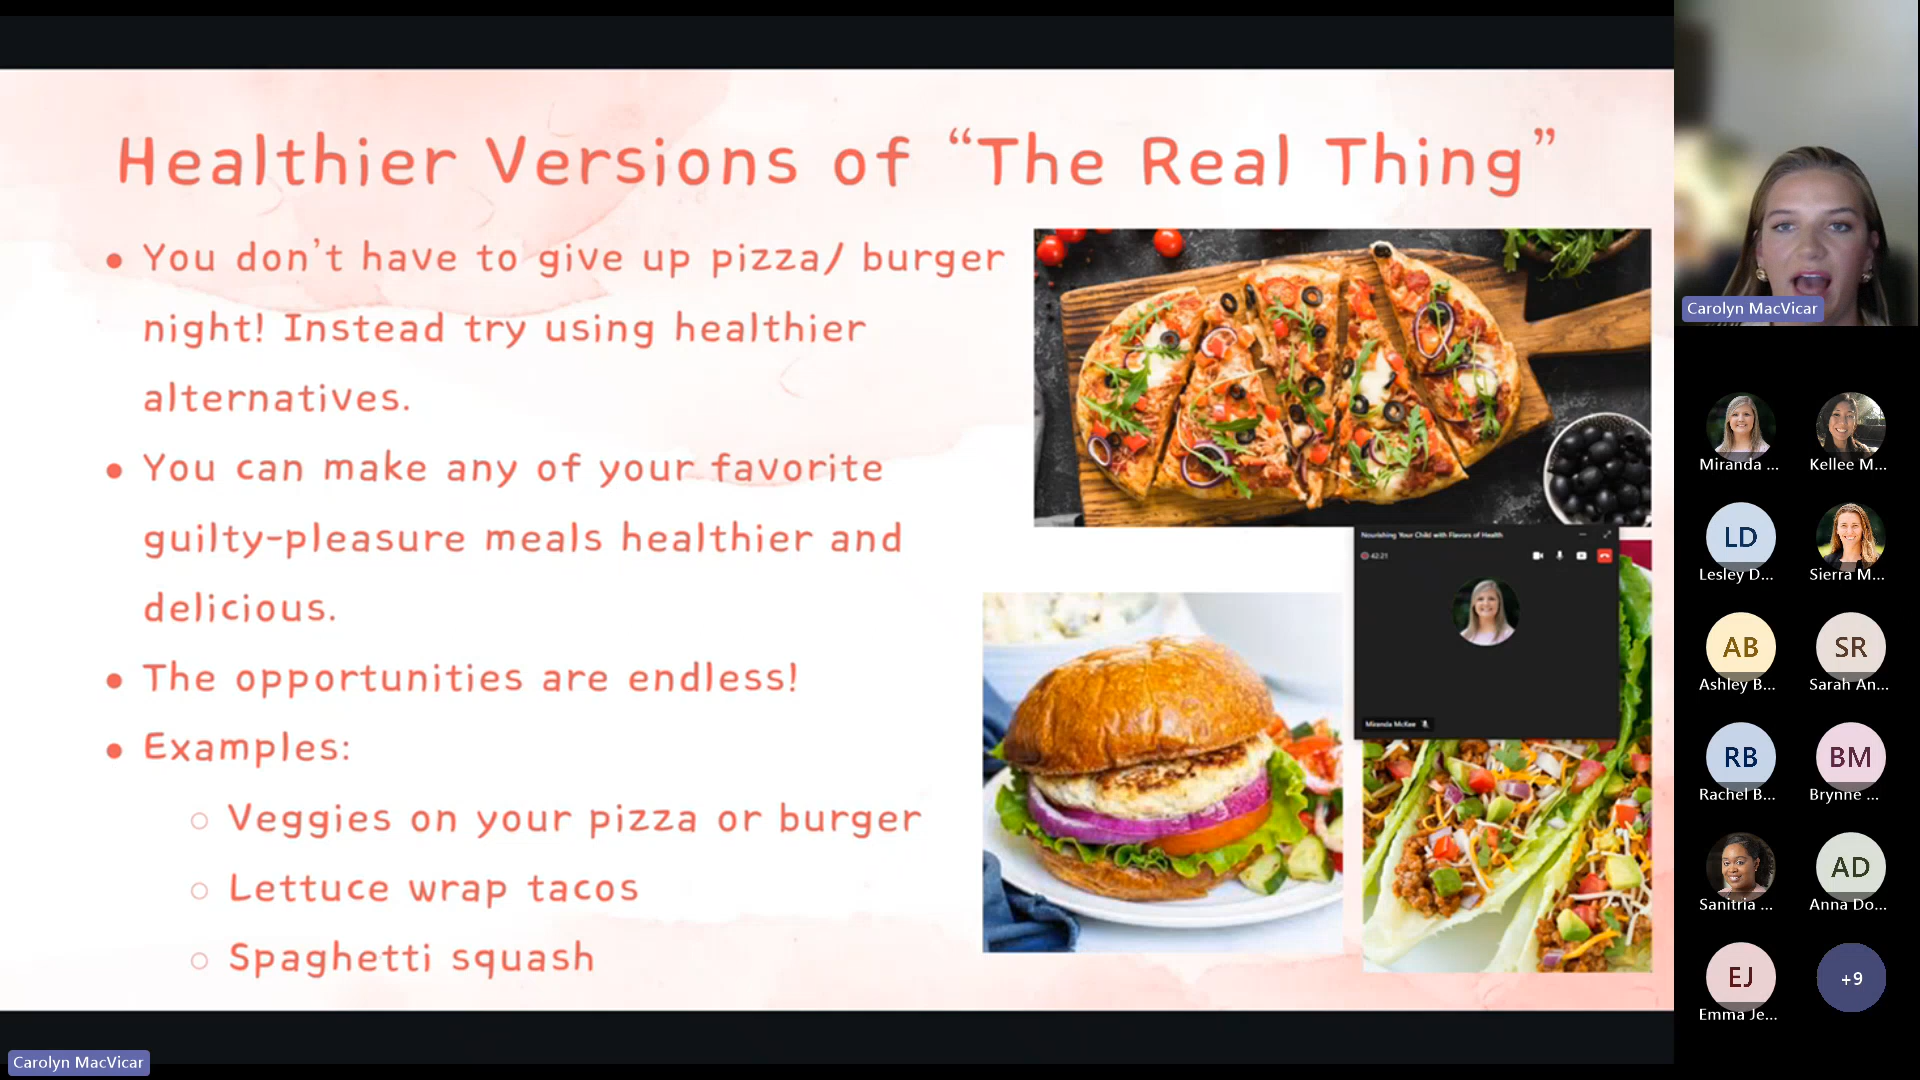 Healthier Versions of “The Real Thing”
• You don’t have to give up pizza/ burger
night! Instead try using healthier
alternatives.
• You can make any of your favorite
guilty-pleasure meals healthier and
delicious.
• The opportunities are endless!
• Examples:
○ Veggies on your pizza or burger
○ Lettuce wrap tacos
○ Spaghetti squash
Nourishing Your Child with Flavors of Health
42:21
Miranda McKee
Carolyn MacVicar
Carolyn MacVicar
Miranda ...
Kellee M...
LD
Lesley D...
Sierra M...
AB
Ashley B...
SR
Sarah An...
RB
Rachel B...
BM
Brynne ...
Sanitria ...
AD
Anna Do...
EJ
Emma Je...
+9